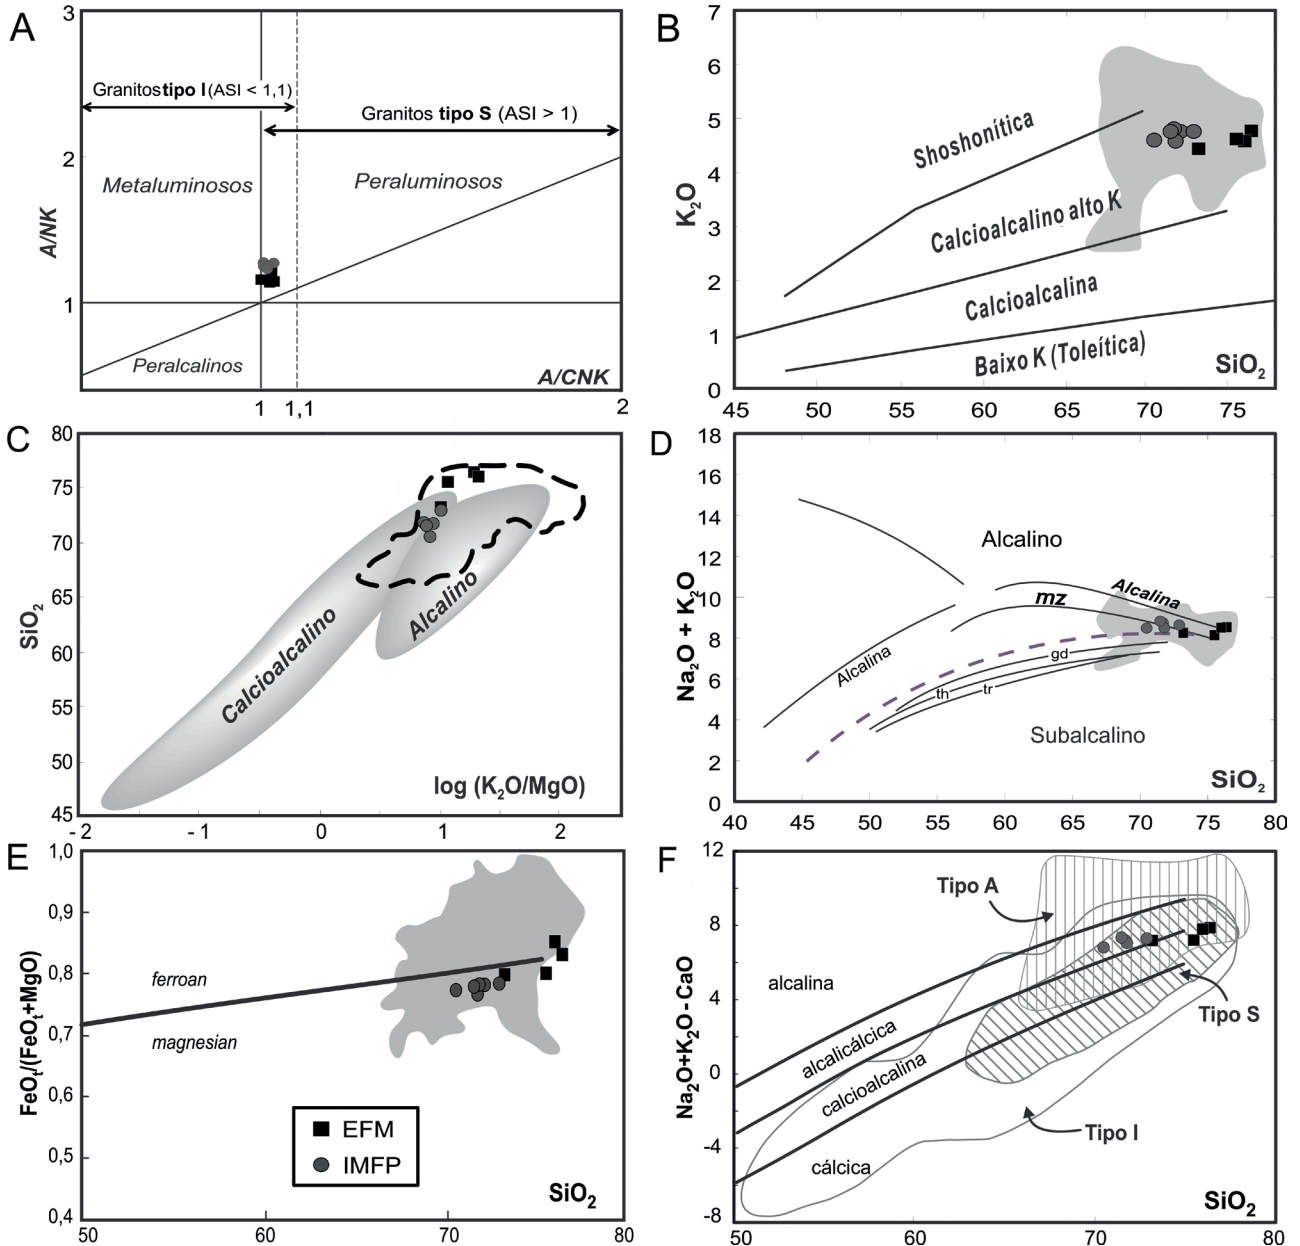 A
3
2
1
A/NK
Granitos tipo I (ASI < 1,1)
Granitos tipo S (ASI > 1)
Metaluminosos
Peraluminosos
Peralcalinos
A/CNK
1
1,1
2
B
7
6
5
4
3
2
1
0
K₂O
Shoshonítica
Calcioalcalino alto K
Calcioalcalina
Baixo K (Toleítica)
SiO₂
45
50
55
60
65
70
75
C
80
75
70
65
60
55
50
45
SiO₂
Calcioalcalino
Alcalino
log (K₂O/MgO)
-2
-1
0
1
2
D
18
16
14
12
10
8
6
4
2
0
Na₂O + K₂O
Alcalino
Alcalina
mz
Alcalina
gd
th
tr
Subalcalino
SiO₂
40
45
50
55
60
65
70
75
80
E
1,0
0,9
0,8
0,7
0,6
0,5
0,4
FeOₜ/(FeOₜ+MgO)
ferroan
magnesian
EFM
IMFP
SiO₂
50
60
70
80
F
12
8
4
0
-4
-8
Na₂O+K₂O-CaO
Tipo A
alcalina
alcalicálcica
calcioalcalina
cálcica
Tipo S
Tipo I
SiO₂
50
60
70
80